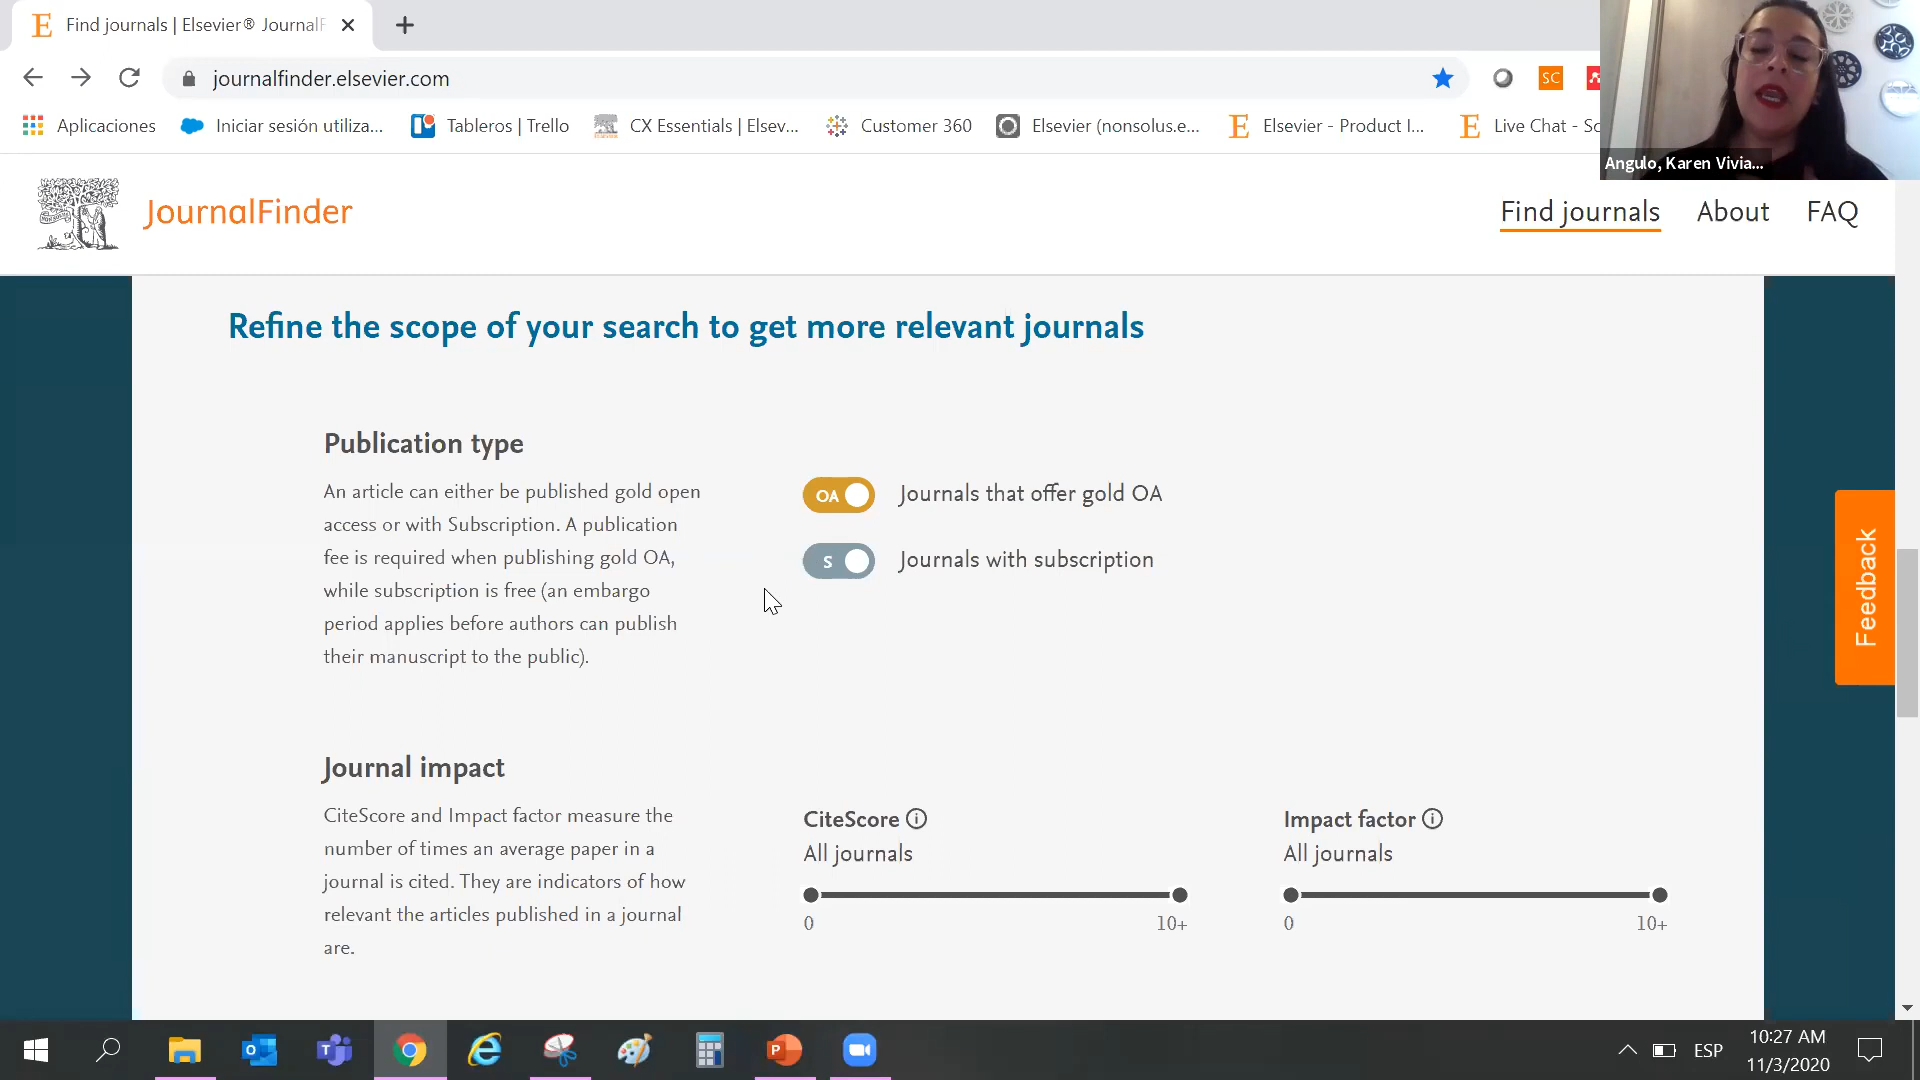 Find journals | Elsevier® JournalF
journalfinder.elsevier.com
SC
Aplicaciones
Iniciar sesión utiliza...
Tableros | Trello
CX Essentials | Elsev...
Customer 360
Elsevier (nonsolus.e...
Elsevier - Product I...
Live Chat - Sc
Angulo, Karen Vivia...
JournalFinder
Find journals
About
FAQ
Refine the scope of your search to get more relevant journals
Publication type
An article can either be published gold open
access or with Subscription. A publication
fee is required when publishing gold OA,
while subscription is free (an embargo
period applies before authors can publish
their manuscript to the public).
OA
Journals that offer gold OA
S
Journals with subscription
Feedback
Journal impact
CiteScore and Impact factor measure the
number of times an average paper in a
journal is cited. They are indicators of how
relevant the articles published in a journal
are.
CiteScore
All journals
0
10+
Impact factor
All journals
0
10+
ESP
10:27 AM
11/3/2020